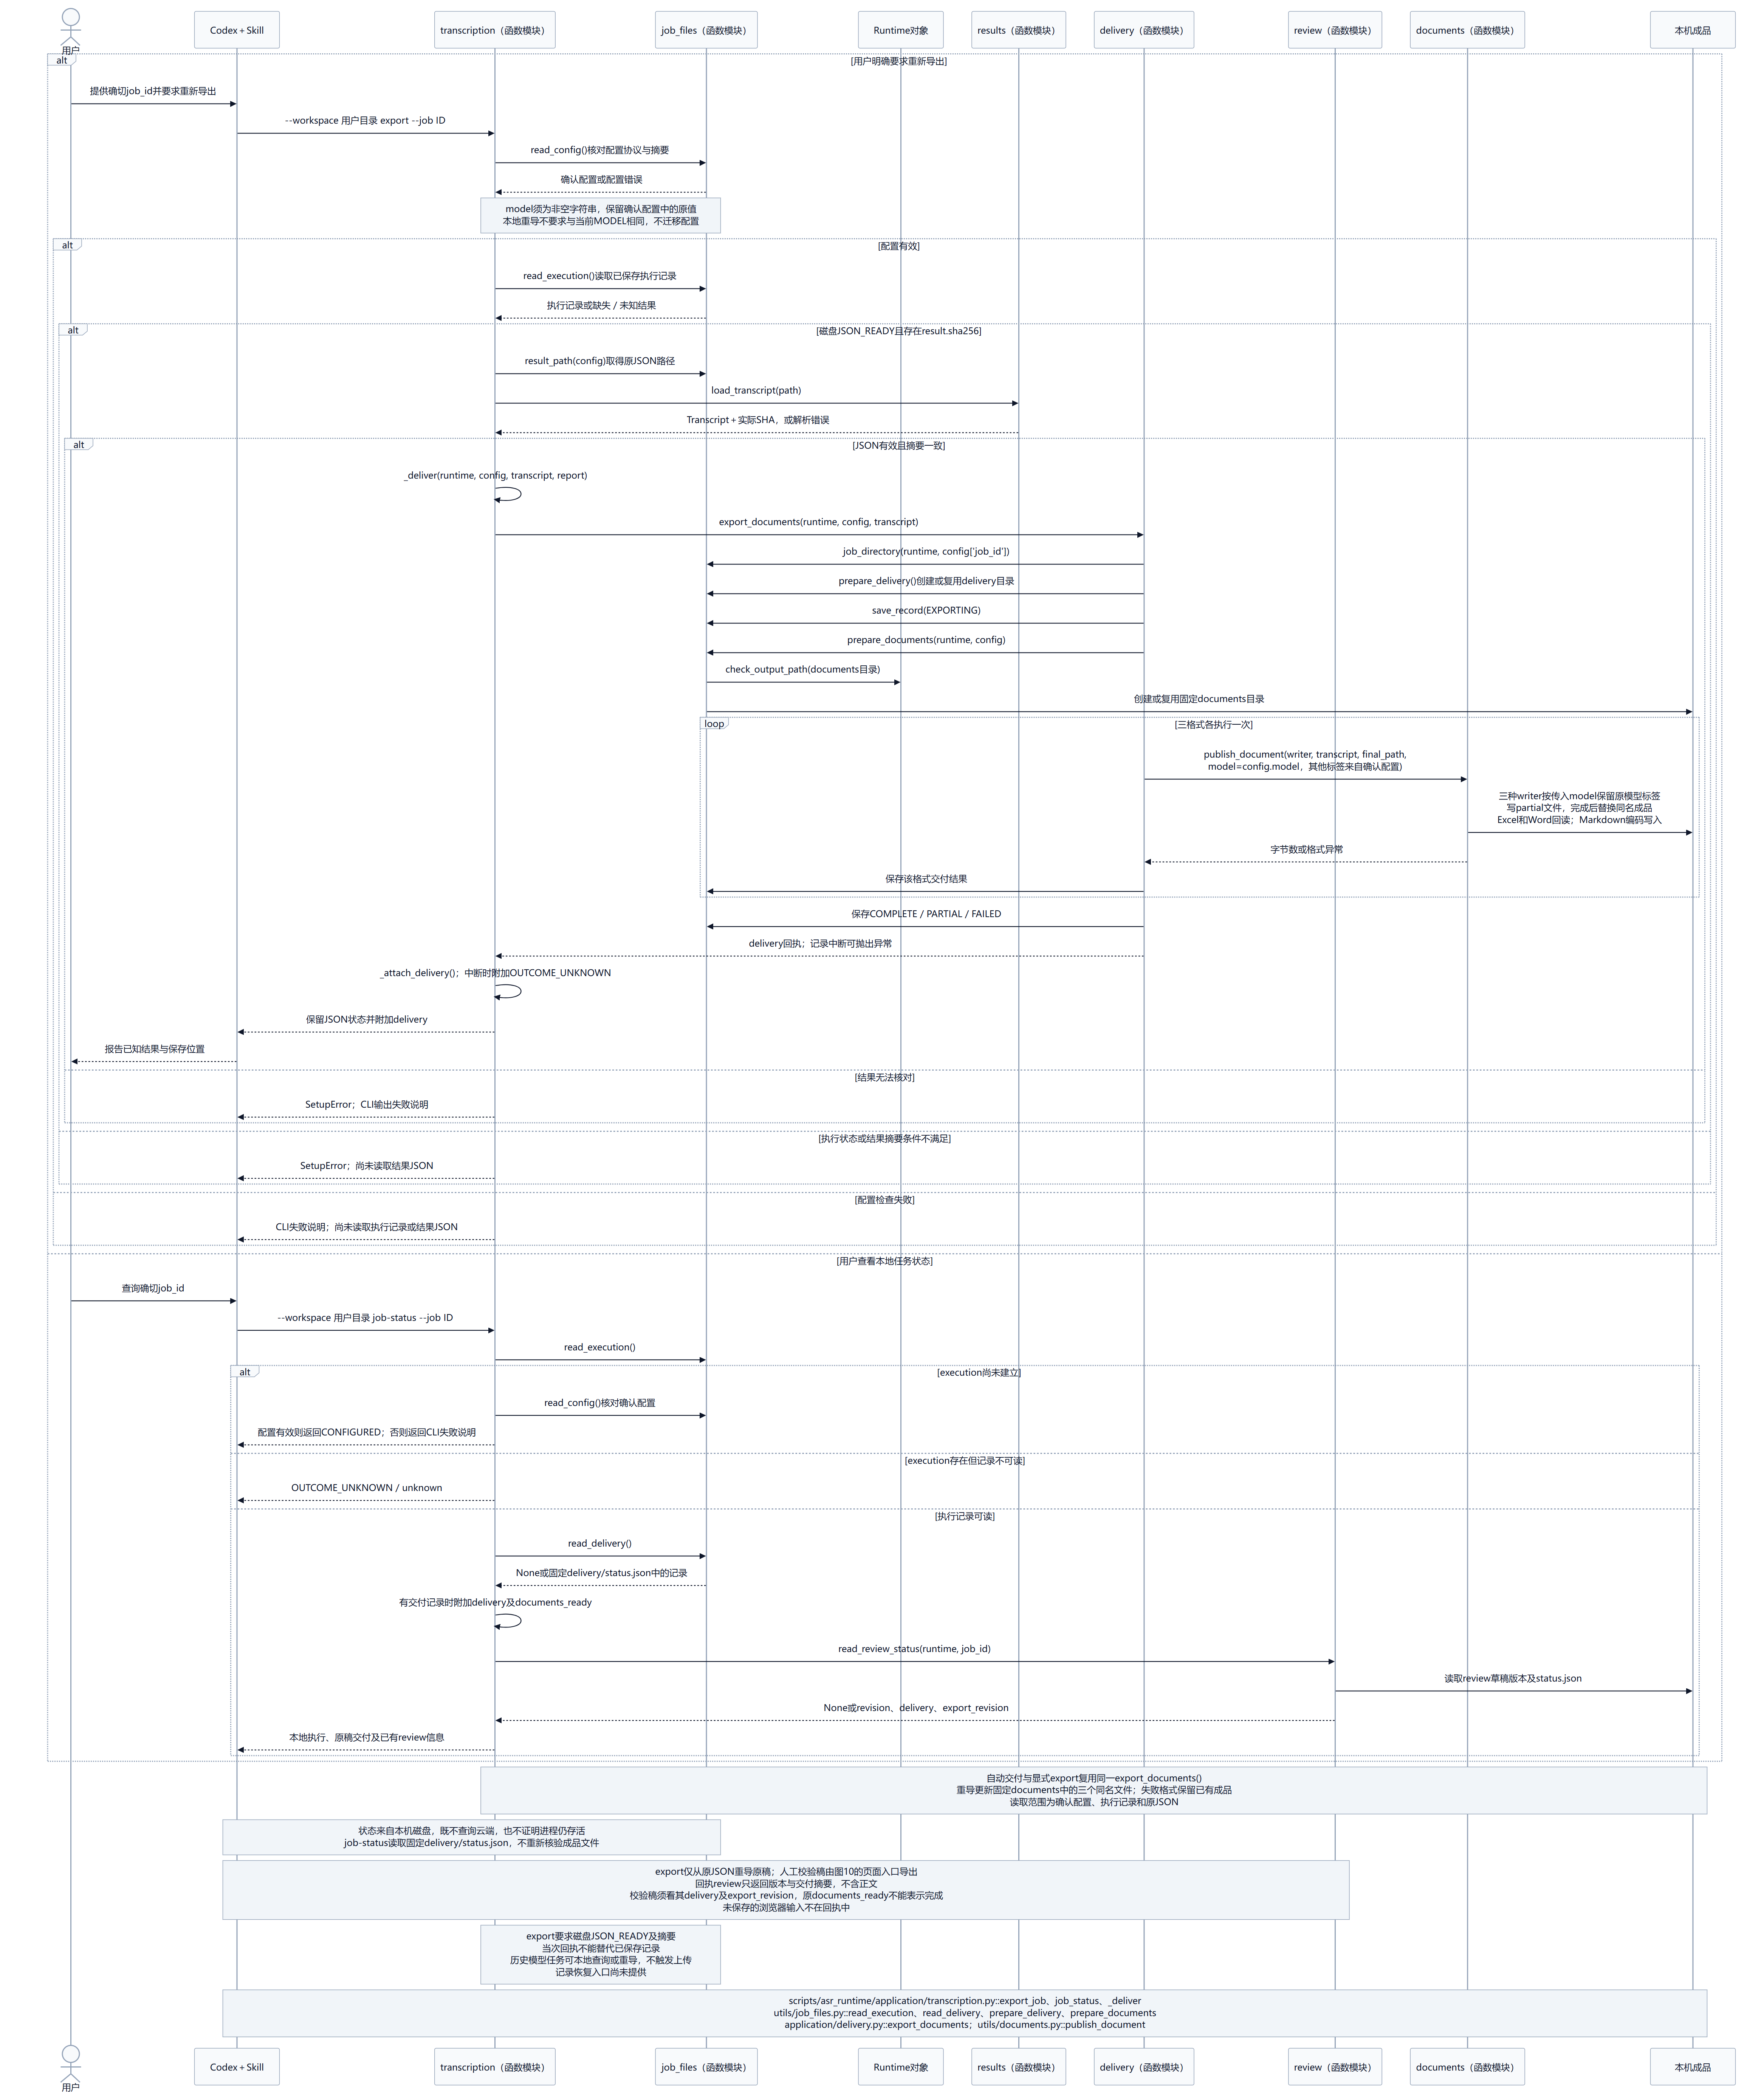 用户
Codex + Skill
transcription（函数模块）
job_files（函数模块）
Runtime对象
results（函数模块）
delivery（函数模块）
review（函数模块）
documents（函数模块）
本机成品
alt
[用户明确要求重新导出]
提供确切job_id并要求重新导出
--workspace 用户目录 export --job ID
read_config()核对配置协议与摘要
确认配置或配置错误
model须为非空字符串，保留确认配置中的原值
本地重导不要求与当前MODEL相同，不迁移配置
alt
[配置有效]
read_execution()读取已保存执行记录
执行记录或缺失 / 未知结果
alt
[磁盘JSON_READY且存在result.sha256]
result_path(config)取得原JSON路径
load_transcript(path)
Transcript + 实际SHA，或解析错误
alt
[JSON有效且摘要一致]
_deliver(runtime, config, transcript, report)
export_documents(runtime, config, transcript)
job_directory(runtime, config['job_id'])
prepare_delivery()创建或复用delivery目录
save_record(EXPORTING)
prepare_documents(runtime, config)
check_output_path(documents目录)
创建或复用固定documents目录
loop
[三格式各执行一次]
publish_document(writer, transcript, final_path,
model=config.model，其他标签来自确认配置)
三种writer按传入model保留原模型标签
写partial文件，完成后替换同名成品
Excel和Word回读；Markdown编码写入
字节数或格式异常
保存该格式交付结果
保存COMPLETE / PARTIAL / FAILED
delivery回执；记录中断可抛出异常
_attach_delivery()；中断时附加OUTCOME_UNKNOWN
保留JSON状态并附加delivery
报告已知结果与保存位置
[结果无法核对]
SetupError；CLI输出失败说明
[执行状态或结果摘要条件不满足]
SetupError；尚未读取结果JSON
[配置检查失败]
CLI失败说明；尚未读取执行记录或结果JSON
[用户查看本地任务状态]
查询确切job_id
--workspace 用户目录 job-status --job ID
read_execution()
alt
[execution尚未建立]
read_config()核对确认配置
配置有效则返回CONFIGURED；否则返回CLI失败说明
[execution存在但记录不可读]
OUTCOME_UNKNOWN / unknown
[执行记录可读]
read_delivery()
None或固定delivery/status.json中的记录
有交付记录时附加delivery及documents_ready
read_review_status(runtime, job_id)
读取review草稿版本及status.json
None或revision、delivery、export_revision
本地执行、原稿交付及已有review信息
自动交付与显式export复用同一export_documents()
重导更新固定documents中的三个同名文件；失败格式保留已有成品
读取范围为确认配置、执行记录和原JSON
状态来自本机磁盘，既不查询云端，也不证明进程仍存活
job-status读取固定delivery/status.json，不重新核验成品文件
export仅从原JSON重导原稿；人工校验稿由图10的页面入口导出
回执review只返回版本与交付摘要，不含正文
校验稿须看其delivery及export_revision，原documents_ready不能表示完成
未保存的浏览器输入不在回执中
export要求磁盘JSON_READY及摘要
当次回执不能替代已保存记录
历史模型任务可本地查询或重导，不触发上传
记录恢复入口尚未提供
scripts/asr_runtime/application/transcription.py::export_job、job_status、_deliver
utils/job_files.py::read_execution、read_delivery、prepare_delivery、prepare_documents
application/delivery.py::export_documents；utils/documents.py::publish_document
用户
Codex + Skill
transcription（函数模块）
job_files（函数模块）
Runtime对象
results（函数模块）
delivery（函数模块）
review（函数模块）
documents（函数模块）
本机成品